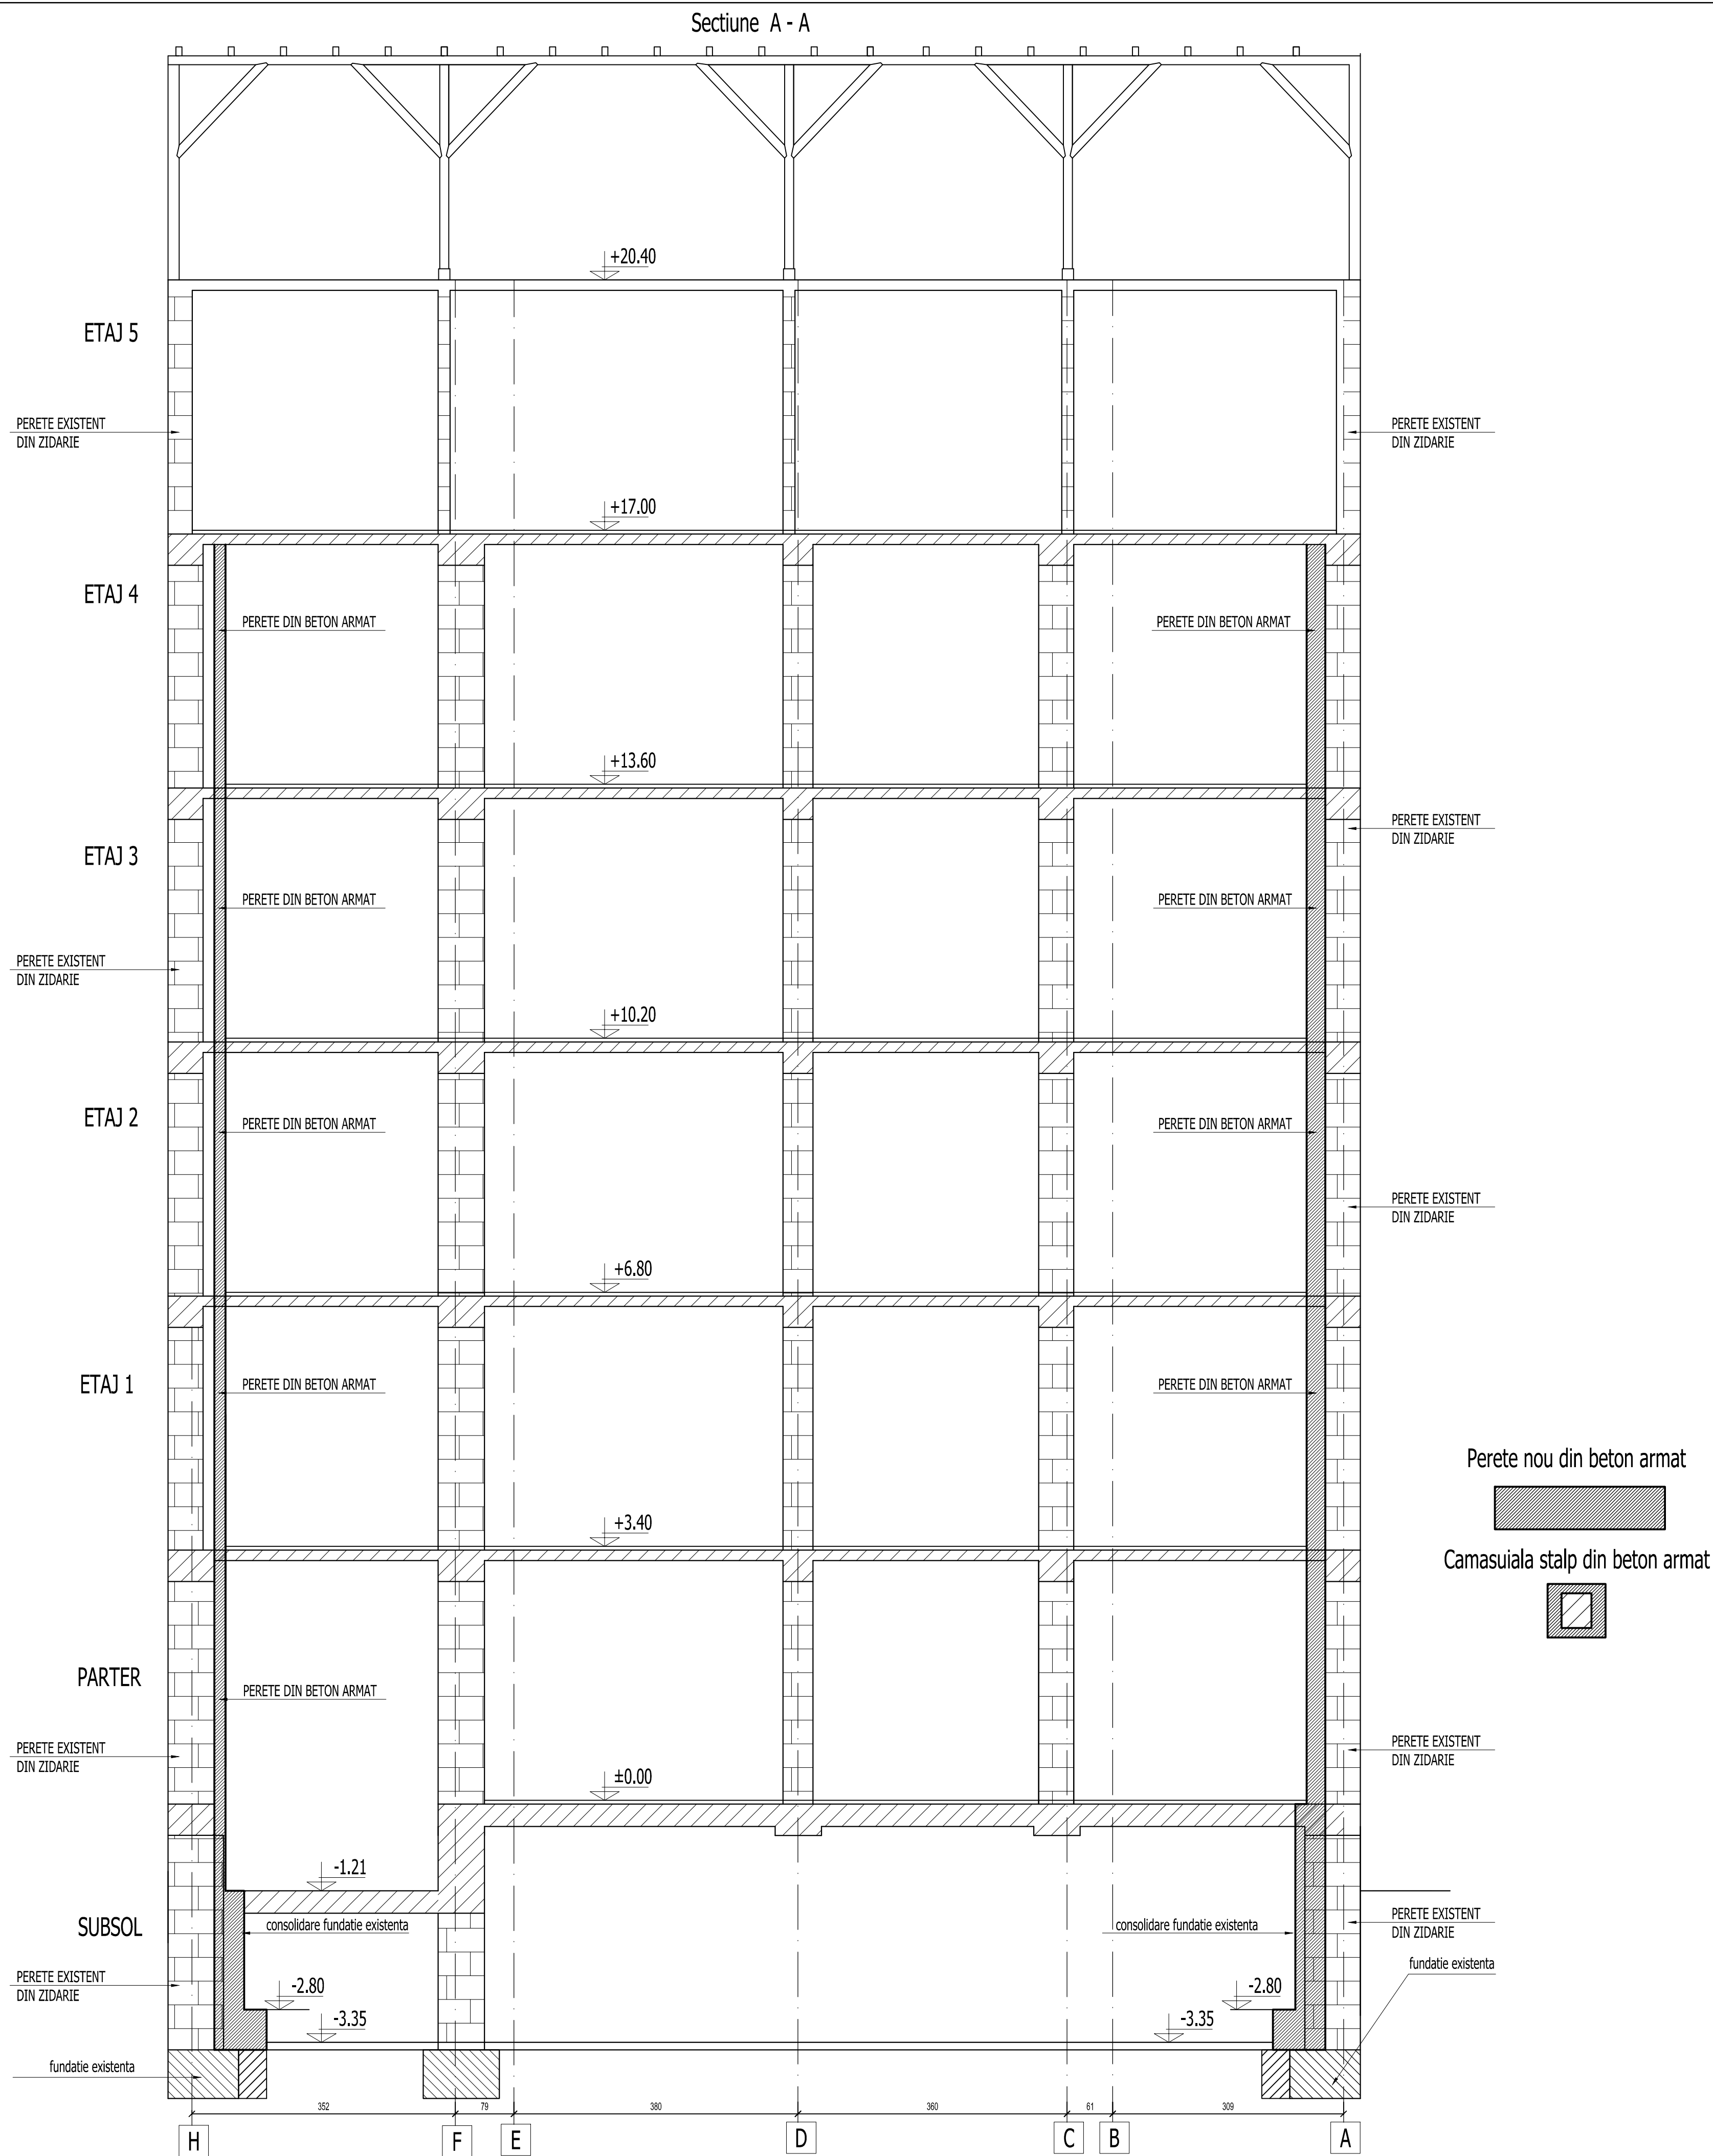 Sectiune A - A
+20.40
ETAJ 5
PERETE EXISTENT
DIN ZIDARIE
PERETE EXISTENT
DIN ZIDARIE
+17.00
ETAJ 4
PERETE DIN BETON ARMAT
PERETE DIN BETON ARMAT
+13.60
PERETE EXISTENT
DIN ZIDARIE
ETAJ 3
PERETE DIN BETON ARMAT
PERETE DIN BETON ARMAT
PERETE EXISTENT
DIN ZIDARIE
+10.20
ETAJ 2
PERETE DIN BETON ARMAT
PERETE DIN BETON ARMAT
PERETE EXISTENT
DIN ZIDARIE
+6.80
ETAJ 1
PERETE DIN BETON ARMAT
PERETE DIN BETON ARMAT
Perete nou din beton armat
+3.40
Camasuiala stalp din beton armat
PARTER
PERETE DIN BETON ARMAT
PERETE EXISTENT
DIN ZIDARIE
PERETE EXISTENT
DIN ZIDARIE
±0.00
-1.21
SUBSOL
consolidare fundatie existenta
consolidare fundatie existenta
PERETE EXISTENT
DIN ZIDARIE
fundatie existenta
PERETE EXISTENT
DIN ZIDARIE
-2.80
-2.80
-3.35
-3.35
fundatie existenta
352
79
380
360
61
309
H
F
E
D
C
B
A